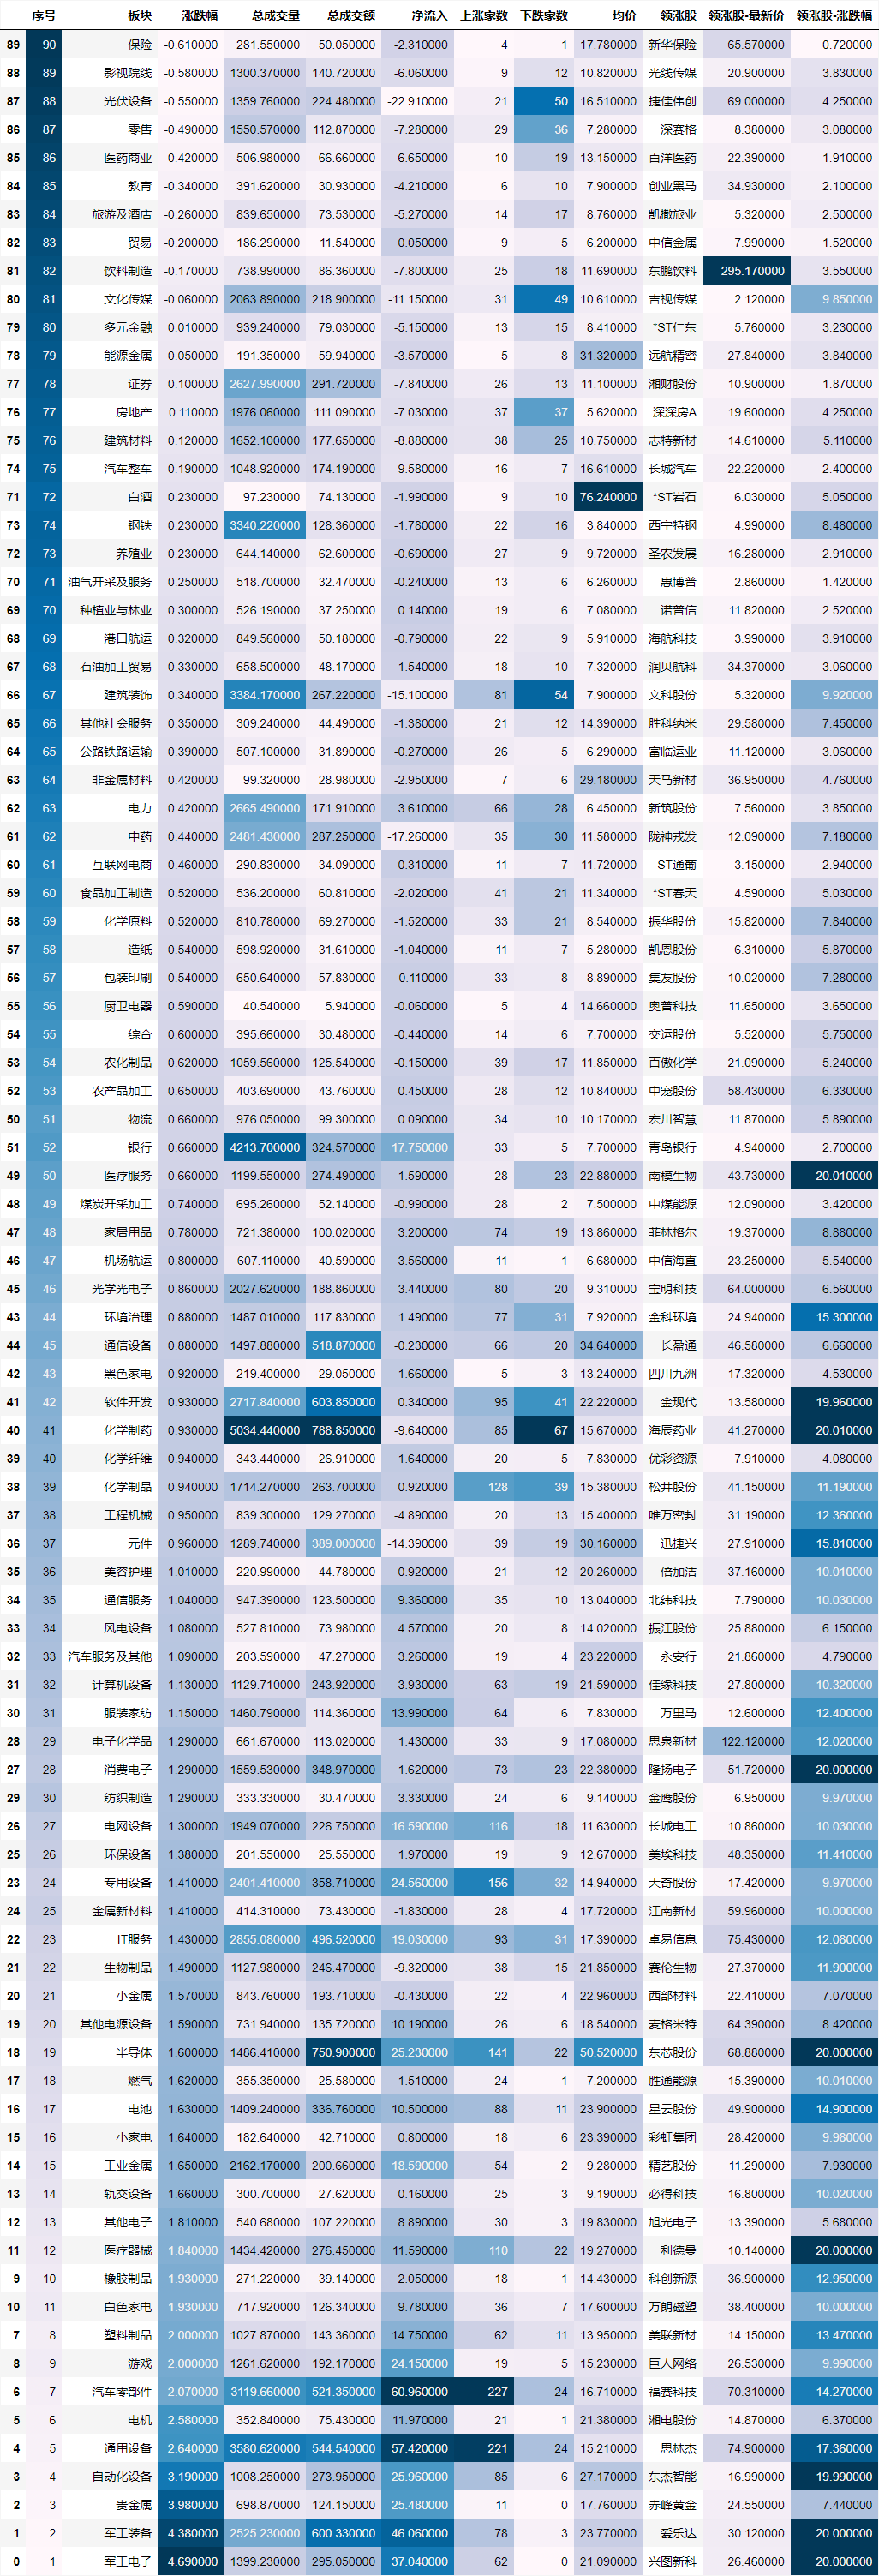 序号 板块 涨跌幅 总成交量 总成交额 净流入 上涨家数 下跌家数 均价 领涨股 领涨股-最新价 领涨股-涨跌幅
89 90 保险 -0.610000 281.550000 50.050000 -2.310000 4 1 17.780000 新华保险 65.570000 0.720000
88 89 影视院线 -0.580000 1300.370000 140.720000 -6.060000 9 12 10.820000 光线传媒 20.900000 3.830000
87 88 光伏设备 -0.550000 1359.760000 224.480000 -22.910000 21 50 16.510000 捷佳伟创 69.000000 4.250000
86 87 零售 -0.490000 1550.570000 112.870000 -7.280000 29 36 7.280000 深赛格 8.380000 3.080000
85 86 医药商业 -0.420000 506.980000 66.660000 -6.650000 10 19 13.150000 百洋医药 22.390000 1.910000
84 85 教育 -0.340000 391.620000 30.930000 -4.210000 6 10 7.900000 创业黑马 34.930000 2.100000
83 84 旅游及酒店 -0.260000 839.650000 73.530000 -5.270000 14 17 8.760000 凯撒旅业 5.320000 2.500000
82 83 贸易 -0.200000 186.290000 11.540000 0.050000 9 5 6.200000 中信金属 7.990000 1.520000
81 82 饮料制造 -0.170000 738.990000 86.360000 -7.800000 25 18 11.690000 东鹏饮料 295.170000 3.550000
80 81 文化传媒 -0.060000 2063.890000 218.900000 -11.150000 31 49 10.610000 吉视传媒 2.120000 9.850000
79 80 多元金融 0.010000 939.240000 79.030000 -5.150000 13 15 8.410000 *ST仁东 5.760000 3.230000
78 79 能源金属 0.050000 191.350000 59.940000 -3.570000 5 8 31.320000 远航精密 27.840000 3.840000
77 78 证券 0.100000 2627.990000 291.720000 -7.840000 26 13 11.100000 湘财股份 10.900000 1.870000
76 77 房地产 0.110000 1976.060000 111.090000 -7.030000 37 37 5.620000 深深房A 19.600000 4.250000
75 76 建筑材料 0.120000 1652.100000 177.650000 -8.880000 38 25 10.750000 志特新材 14.610000 5.110000
74 75 汽车整车 0.190000 1048.920000 174.190000 -9.580000 16 7 16.610000 长城汽车 22.220000 2.400000
71 72 白酒 0.230000 97.230000 74.130000 -1.990000 9 10 76.240000 *ST岩石 6.030000 5.050000
73 74 钢铁 0.230000 3340.220000 128.360000 -1.780000 22 16 3.840000 西宁特钢 4.990000 8.480000
72 73 养殖业 0.230000 644.140000 62.600000 -0.690000 27 9 9.720000 圣农发展 16.280000 2.910000
70 71 油气开采及服务 0.250000 518.700000 32.470000 -0.240000 13 6 6.260000 惠博普 2.860000 1.420000
69 70 种植业与林业 0.300000 526.190000 37.250000 0.140000 19 6 7.080000 诺普信 11.820000 2.520000
68 69 港口航运 0.320000 849.560000 50.180000 -0.790000 22 9 5.910000 海航科技 3.990000 3.910000
67 68 石油加工贸易 0.330000 658.500000 48.170000 -1.540000 18 10 7.320000 润贝航科 34.370000 3.060000
66 67 建筑装饰 0.340000 3384.170000 267.220000 -15.100000 81 54 7.900000 文科股份 5.320000 9.920000
65 66 其他社会服务 0.350000 309.240000 44.490000 -1.380000 21 12 14.390000 胜科纳米 29.580000 7.450000
64 65 公路铁路运输 0.390000 507.100000 31.890000 -0.270000 26 5 6.290000 富临运业 11.120000 3.060000
63 64 非金属材料 0.420000 99.320000 28.980000 -2.950000 7 6 29.180000 天马新材 36.950000 4.760000
62 63 电力 0.420000 2665.490000 171.910000 3.610000 66 28 6.450000 新筑股份 7.560000 3.850000
61 62 中药 0.440000 2481.430000 287.250000 -17.260000 35 30 11.580000 陇神戎发 12.090000 7.180000
60 61 互联网电商 0.460000 290.830000 34.090000 0.310000 11 7 11.720000 ST通葡 3.150000 2.940000
59 60 食品加工制造 0.520000 536.200000 60.810000 -2.020000 41 21 11.340000 *ST春天 4.590000 5.030000
58 59 化学原料 0.520000 810.780000 69.270000 -1.520000 33 21 8.540000 振华股份 15.820000 7.840000
57 58 造纸 0.540000 598.920000 31.610000 -1.040000 11 7 5.280000 凯恩股份 6.310000 5.870000
56 57 包装印刷 0.540000 650.640000 57.830000 -0.110000 33 8 8.890000 集友股份 10.020000 7.280000
55 56 厨卫电器 0.590000 40.540000 5.940000 -0.060000 5 4 14.660000 奥普科技 11.650000 3.650000
54 55 综合 0.600000 395.660000 30.480000 -0.440000 14 6 7.700000 交运股份 5.520000 5.750000
53 54 农化制品 0.620000 1059.560000 125.540000 -0.150000 39 17 11.850000 百傲化学 21.090000 5.240000
52 53 农产品加工 0.650000 403.690000 43.760000 0.450000 28 12 10.840000 中宠股份 58.430000 6.330000
50 51 物流 0.660000 976.050000 99.300000 0.090000 34 10 10.170000 宏川智慧 11.870000 5.890000
51 52 银行 0.660000 4213.700000 324.570000 17.750000 33 5 7.700000 青岛银行 4.940000 2.700000
49 50 医疗服务 0.660000 1199.550000 274.490000 1.590000 28 23 22.880000 南模生物 43.730000 20.010000
48 49 煤炭开采加工 0.740000 695.260000 52.140000 -0.990000 28 2 7.500000 中煤能源 12.090000 3.420000
47 48 家居用品 0.780000 721.380000 100.020000 3.200000 74 19 13.860000 菲林格尔 19.370000 8.880000
46 47 机场航运 0.800000 607.110000 40.590000 3.560000 11 1 6.680000 中信海直 23.250000 5.540000
45 46 光学光电子 0.860000 2027.620000 188.860000 3.440000 80 20 9.310000 宝明科技 64.000000 6.560000
43 44 环境治理 0.880000 1487.010000 117.830000 1.490000 77 31 7.920000 金科环境 24.940000 15.300000
44 45 通信设备 0.880000 1497.880000 518.870000 -0.230000 66 20 34.640000 长盈通 46.580000 6.660000
42 43 黑色家电 0.920000 219.400000 29.050000 1.660000 5 3 13.240000 四川九洲 17.320000 4.530000
41 42 软件开发 0.930000 2717.840000 603.850000 0.340000 95 41 22.220000 金现代 13.580000 19.960000
40 41 化学制药 0.930000 5034.440000 788.850000 -9.640000 85 67 15.670000 海辰药业 41.270000 20.010000
39 40 化学纤维 0.940000 343.440000 26.910000 1.640000 20 5 7.830000 优彩资源 7.910000 4.080000
38 39 化学制品 0.940000 1714.270000 263.700000 0.920000 128 39 15.380000 松井股份 41.150000 11.190000
37 38 工程机械 0.950000 839.300000 129.270000 -4.890000 20 13 15.400000 唯万密封 31.190000 12.360000
36 37 元件 0.960000 1289.740000 389.000000 -14.390000 39 19 30.160000 迅捷兴 27.910000 15.810000
35 36 美容护理 1.010000 220.990000 44.780000 0.920000 21 12 20.260000 倍加洁 37.160000 10.010000
34 35 通信服务 1.040000 947.390000 123.500000 9.360000 35 10 13.040000 北纬科技 7.790000 10.030000
33 34 风电设备 1.080000 527.810000 73.980000 4.570000 20 8 14.020000 振江股份 25.880000 6.150000
32 33 汽车服务及其他 1.090000 203.590000 47.270000 3.260000 19 4 23.220000 永安行 21.860000 4.790000
31 32 计算机设备 1.130000 1129.710000 243.920000 3.930000 63 19 21.590000 佳缘科技 27.800000 10.320000
30 31 服装家纺 1.150000 1460.790000 114.360000 13.990000 64 6 7.830000 万里马 12.600000 12.400000
28 29 电子化学品 1.290000 661.670000 113.020000 1.430000 33 9 17.080000 思泉新材 122.120000 12.020000
27 28 消费电子 1.290000 1559.530000 348.970000 1.620000 73 23 22.380000 隆扬电子 51.720000 20.000000
29 30 纺织制造 1.290000 333.330000 30.470000 3.330000 24 6 9.140000 金鹰股份 6.950000 9.970000
26 27 电网设备 1.300000 1949.070000 226.750000 16.590000 116 18 11.630000 长城电工 10.860000 10.030000
25 26 环保设备 1.380000 201.550000 25.550000 1.970000 19 9 12.670000 美埃科技 48.350000 11.410000
23 24 专用设备 1.410000 2401.410000 358.710000 24.560000 156 32 14.940000 天奇股份 17.420000 9.970000
24 25 金属新材料 1.410000 414.310000 73.430000 -1.830000 28 4 17.720000 江南新材 59.960000 10.000000
22 23 IT服务 1.430000 2855.080000 496.520000 19.030000 93 31 17.390000 卓易信息 75.430000 12.080000
21 22 生物制品 1.490000 1127.980000 246.470000 -9.320000 38 15 21.850000 赛伦生物 27.370000 11.900000
20 21 小金属 1.570000 843.760000 193.710000 -0.430000 22 4 22.960000 西部材料 22.410000 7.070000
19 20 其他电源设备 1.590000 731.940000 135.720000 10.190000 26 6 18.540000 麦格米特 64.390000 8.420000
18 19 半导体 1.600000 1486.410000 750.900000 25.230000 141 22 50.520000 东芯股份 68.880000 20.000000
17 18 燃气 1.620000 355.350000 25.580000 1.510000 24 1 7.200000 胜通能源 15.390000 10.010000
16 17 电池 1.630000 1409.240000 336.760000 10.500000 88 11 23.900000 星云股份 49.900000 14.900000
15 16 小家电 1.640000 182.640000 42.710000 0.800000 18 6 23.390000 彩虹集团 28.420000 9.980000
14 15 工业金属 1.650000 2162.170000 200.660000 18.590000 54 2 9.280000 精艺股份 11.290000 7.930000
13 14 轨交设备 1.660000 300.700000 27.620000 0.160000 25 3 9.190000 必得科技 16.800000 10.020000
12 13 其他电子 1.810000 540.680000 107.220000 8.890000 30 3 19.830000 旭光电子 13.390000 5.680000
11 12 医疗器械 1.840000 1434.420000 276.450000 11.590000 110 22 19.270000 利德曼 10.140000 20.000000
9 10 橡胶制品 1.930000 271.220000 39.140000 2.050000 18 1 14.430000 科创新源 36.900000 12.950000
10 11 白色家电 1.930000 717.920000 126.340000 9.780000 36 7 17.600000 万朗磁塑 38.400000 10.000000
7 8 塑料制品 2.000000 1027.870000 143.360000 14.750000 62 11 13.950000 美联新材 14.150000 13.470000
8 9 游戏 2.000000 1261.620000 192.170000 24.150000 19 5 15.230000 巨人网络 26.530000 9.990000
6 7 汽车零部件 2.070000 3119.660000 521.350000 60.960000 227 24 16.710000 福赛科技 70.310000 14.270000
5 6 电机 2.580000 352.840000 75.430000 11.970000 21 1 21.380000 湘电股份 14.870000 6.370000
4 5 通用设备 2.640000 3580.620000 544.540000 57.420000 221 24 15.210000 思林杰 74.900000 17.360000
3 4 自动化设备 3.190000 1008.250000 273.950000 25.960000 85 6 27.170000 东杰智能 16.990000 19.990000
2 3 贵金属 3.980000 698.870000 124.150000 25.480000 11 0 17.760000 赤峰黄金 24.550000 7.440000
1 2 军工装备 4.380000 2525.230000 600.330000 46.060000 78 3 23.770000 爱乐达 30.120000 20.000000
0 1 军工电子 4.690000 1399.230000 295.050000 37.040000 62 0 21.090000 兴图新科 26.460000 20.000000